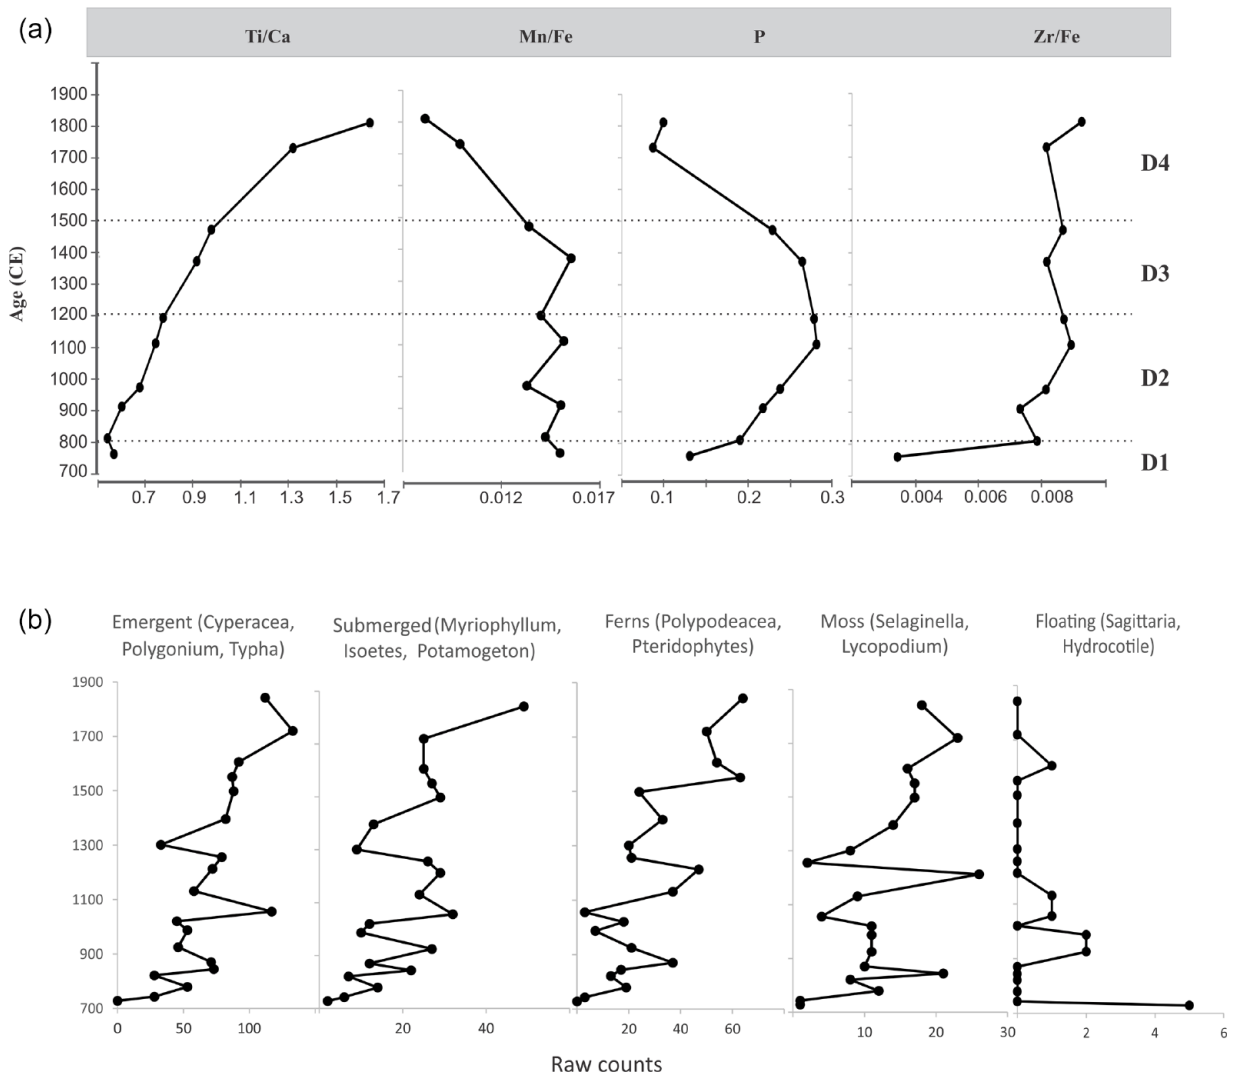 (a)
Ti/Ca Mn/Fe P Zr/Fe
Age (CE)
1900
1800
1700
1600
1500
1400
1300
1200
1100
1000
900
800
700
D4
D3
D2
D1
0.7 0.9 1.1 1.3 1.5 1.7
0.012 0.017
0.1 0.2 0.3
0.004 0.006 0.008
(b)
Emergent (Cyperacea,
Polygonium, Typha)
Submerged (Myriophyllum,
Isoetes, Potamogeton)
Ferns (Polypodeacea,
Pteridophytes)
Moss (Selaginella,
Lycopodium)
Floating (Sagittaria,
Hydrocotile)
1900
1700
1500
1300
1100
900
700
0 50 100
20 40
20 40 60
10 20 30
0 2 4 6
Raw counts